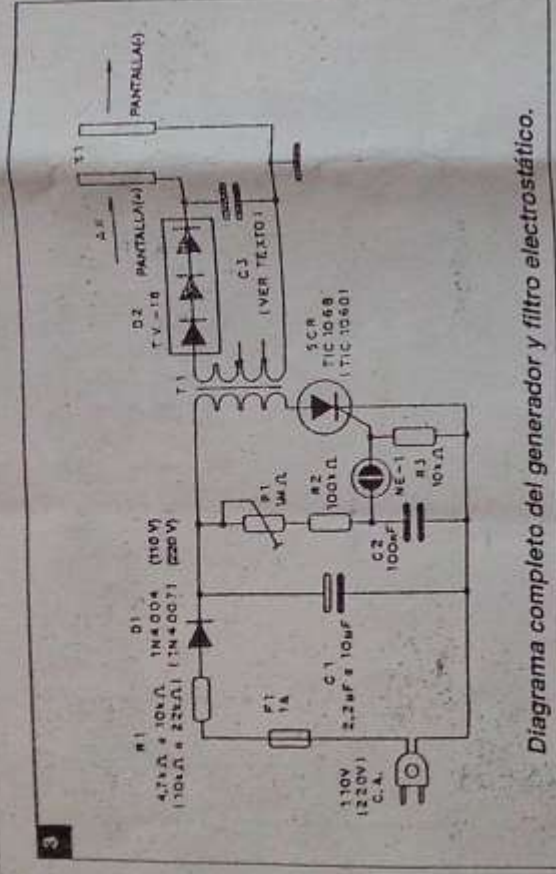 3
R1
4,7kΩ a 10kΩ
(10kΩ a 22kΩ)
D1
1N4004 (110V)
(1N4007) (220V)
F1
1A
110V
(220V)
C.A.
C1
2,2µF a 10µF
P1
1MΩ
R2
100kΩ
C2
100nF
NE-1
R3
10kΩ
SCR
TIC106B
(TIC106D)
T1
D2
TV-18
C3
(VER TEXTO)
PANTALLA(+)
PANTALLA(-)
Diagrama completo del generador y filtro electrostático.